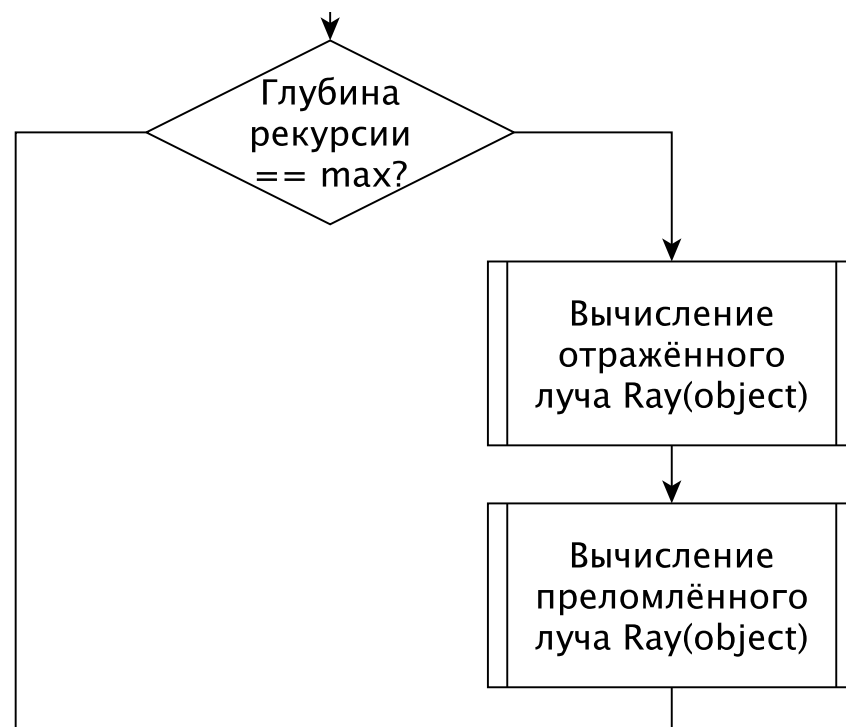 Глубина
рекурсии
== max?
Вычисление
отражённого
луча Ray(object)
Вычисление
преломлённого
луча Ray(object)